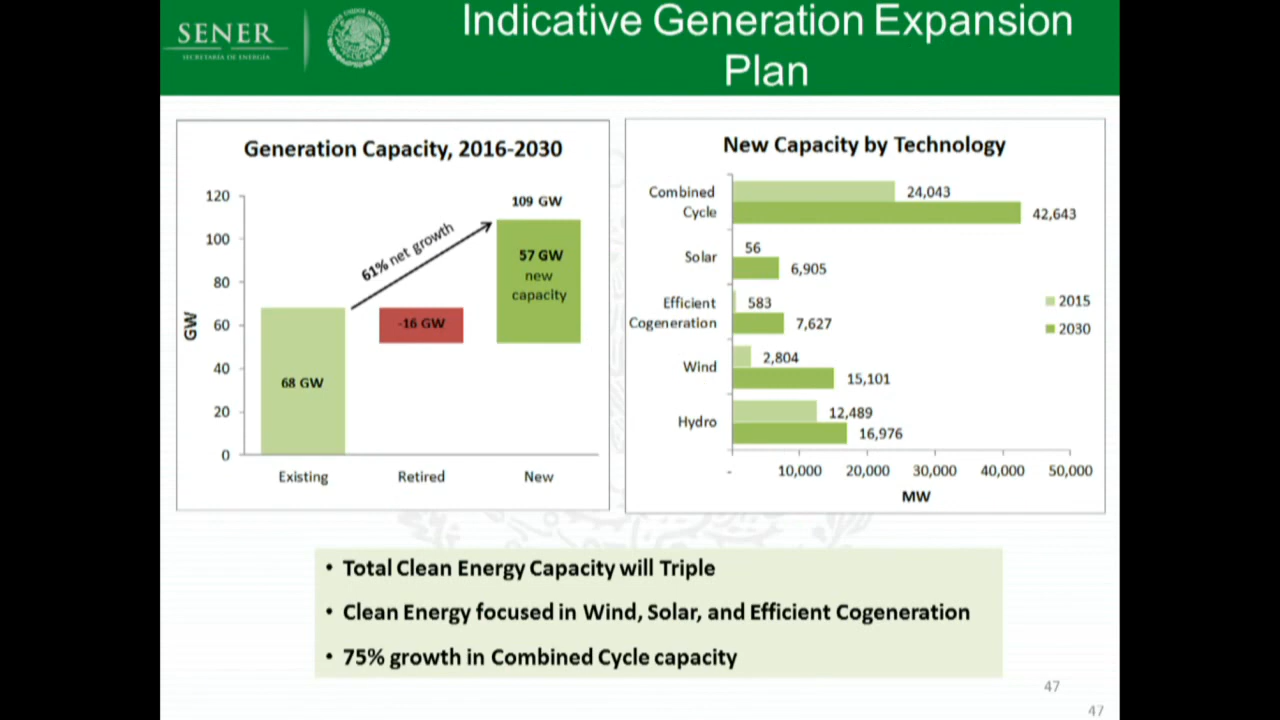 SENER
SECRETARÍA DE ENERGÍA
ESTADOS UNIDOS MEXICANOS
Indicative Generation Expansion
Plan
Generation Capacity, 2016-2030
120
100
80
60
40
20
0
GW
109 GW
61% net growth
57 GW
new
capacity
-16 GW
68 GW
Existing
Retired
New
New Capacity by Technology
Combined
Cycle
24,043
42,643
Solar
56
6,905
Efficient
Cogeneration
583
7,627
Wind
2,804
15,101
Hydro
12,489
16,976
2015
2030
-
10,000
20,000
30,000
40,000
50,000
MW
• Total Clean Energy Capacity will Triple
• Clean Energy focused in Wind, Solar, and Efficient Cogeneration
• 75% growth in Combined Cycle capacity
47
47